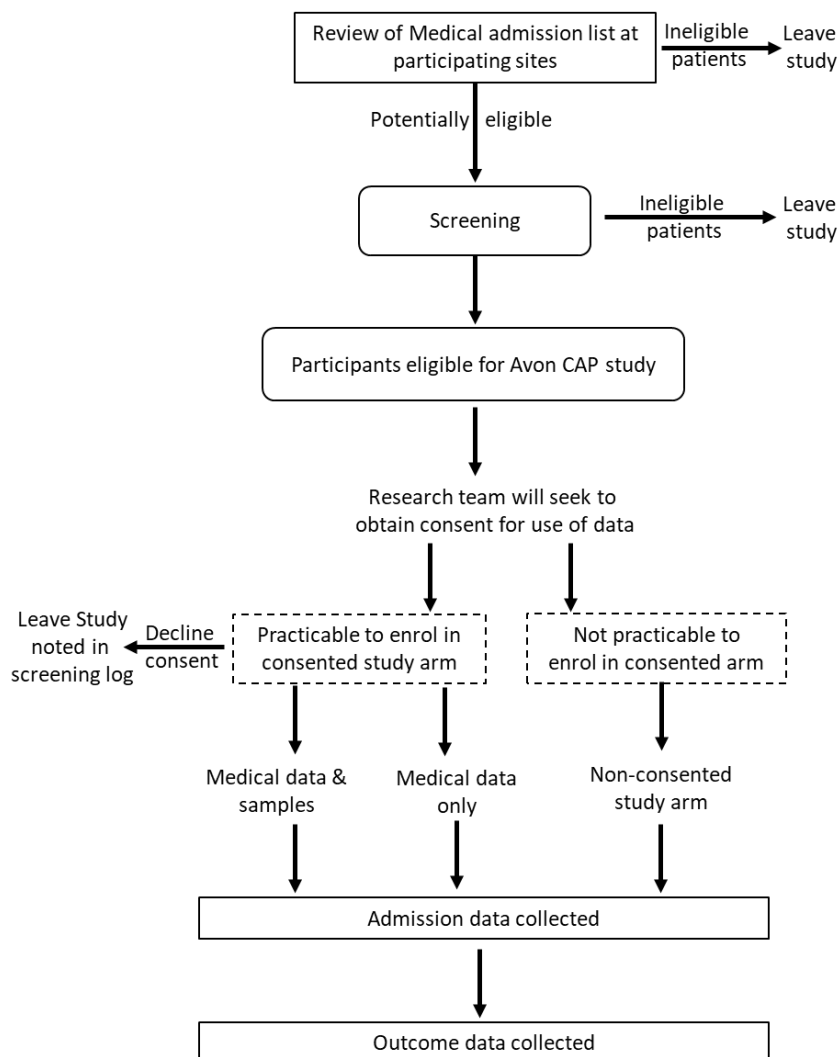 Review of Medical admission list at
participating sites
Ineligible
patients
Leave
study
Potentially eligible
Screening
Ineligible
patients
Leave
study
Participants eligible for Avon CAP study
Research team will seek to
obtain consent for use of data
Leave Study
noted in
screening log
Decline
consent
Practicable to enrol in
consented study arm
Not practicable to
enrol in consented arm
Medical data &
samples
Medical data
only
Non-consented
study arm
Admission data collected
Outcome data collected